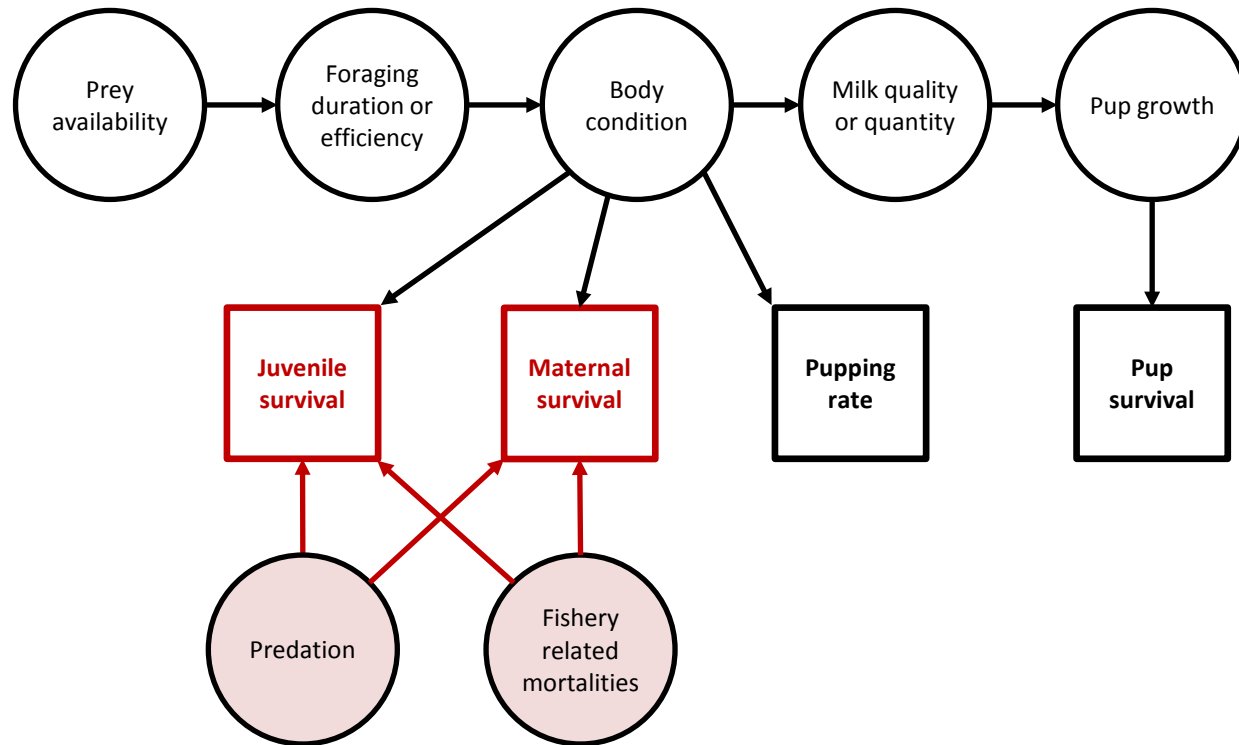 Prey
availability
Foraging
duration or
efficiency
Body
condition
Milk quality
or quantity
Pup growth
Juvenile
survival
Maternal
survival
Pupping
rate
Pup
survival
Predation
Fishery
related
mortalities